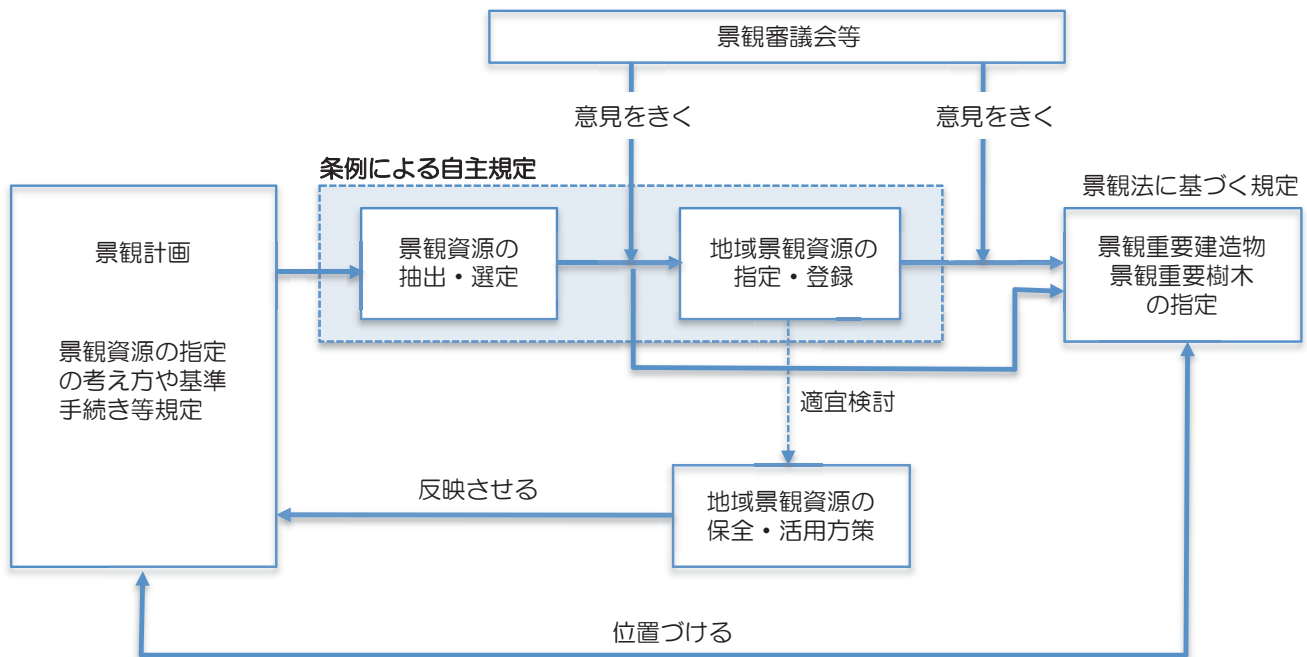 景観審議会等
意見をきく
意見をきく
条例による自主規定
景観法に基づく規定
景観計画
景観資源の指定
の考え方や基準
手続き等規定
景観資源の
抽出・選定
地域景観資源の
指定・登録
景観重要建造物
景観重要樹木
の指定
適宜検討
反映させる
地域景観資源の
保全・活用方策
位置づける